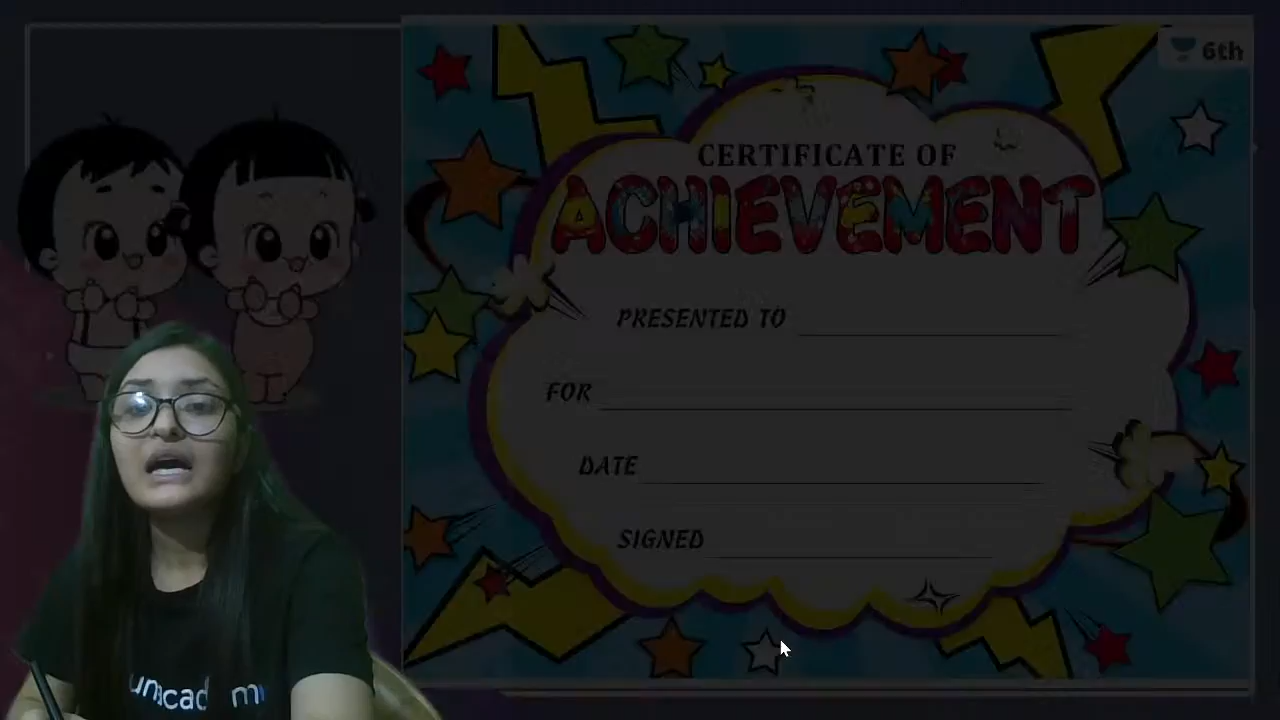 6th
CERTIFICATE OF
ACHIEVEMENT
PRESENTED TO
FOR
DATE
SIGNED